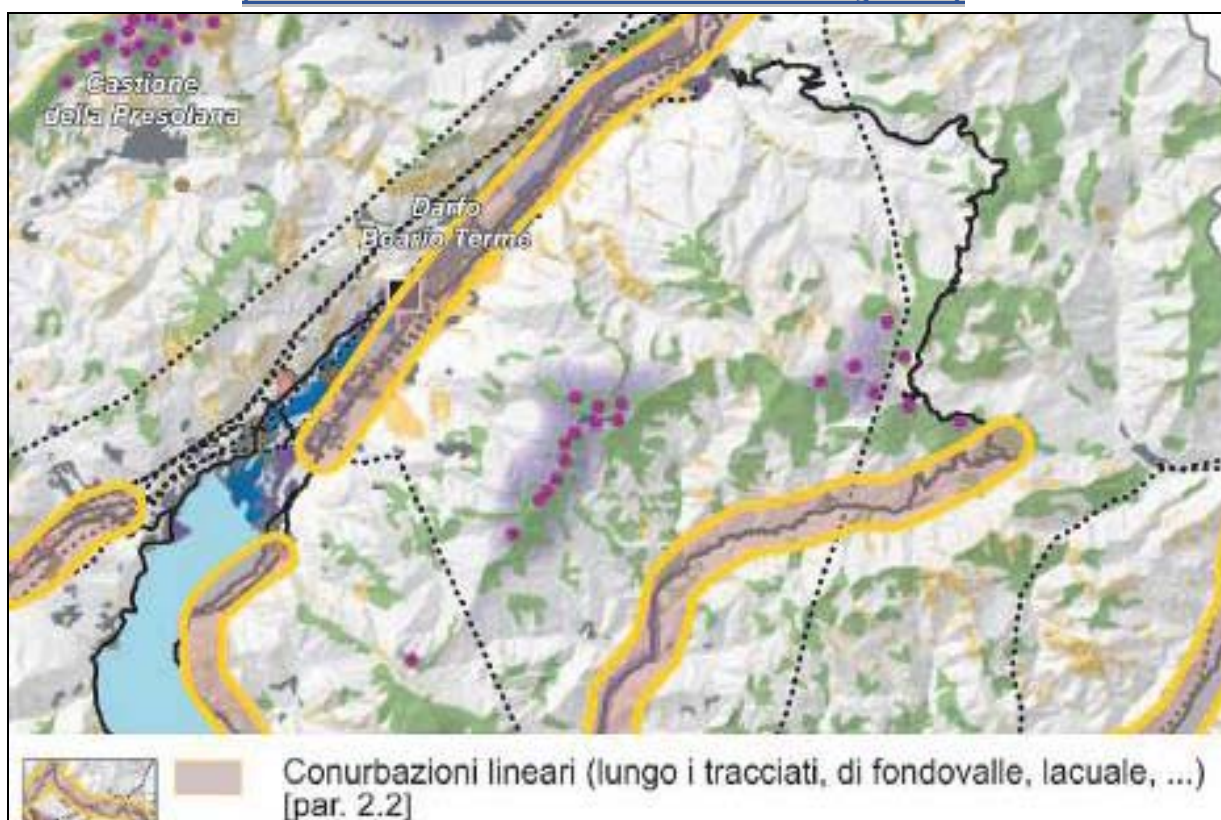 Castione
della Presolana
Darfo
Boario Terme
Conurbazioni lineari (lungo i tracciati, di fondovalle, lacuale, ...)
[par. 2.2]